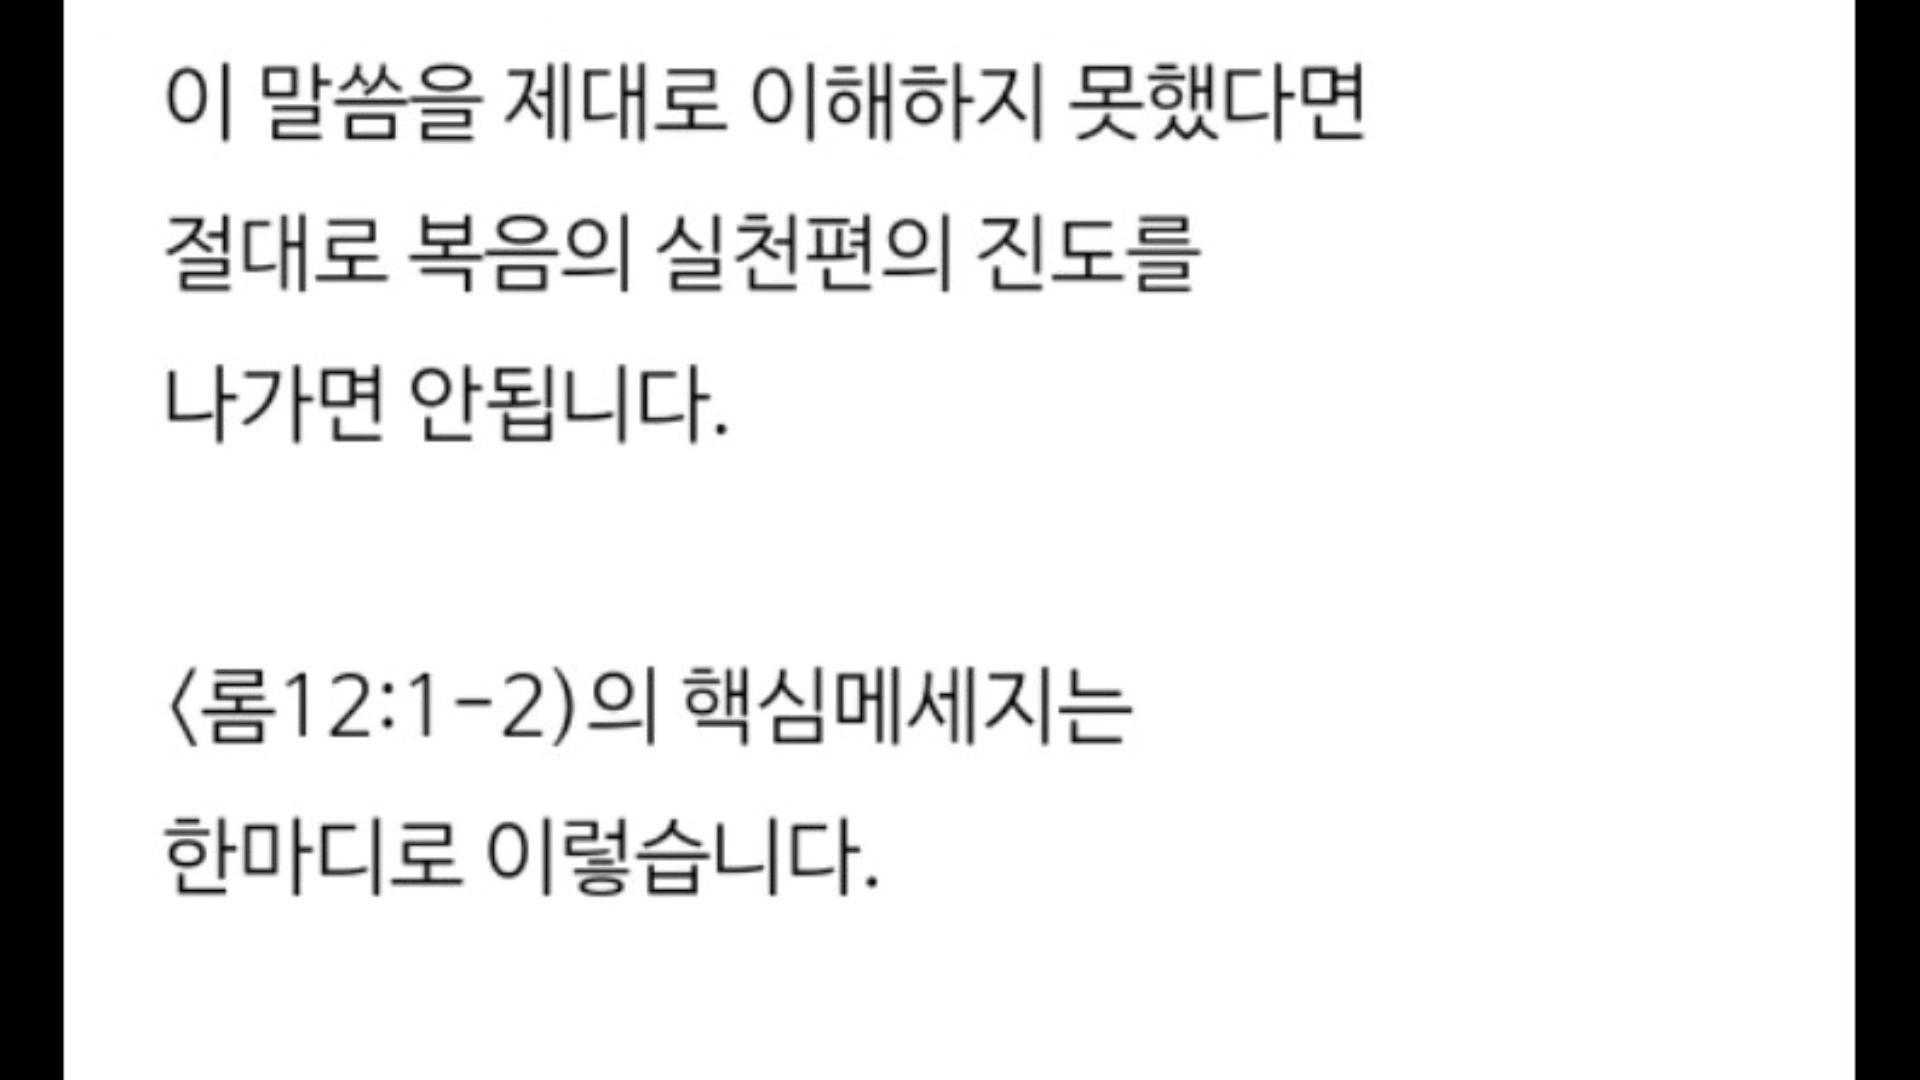 이 말씀을 제대로 이해하지 못했다면
절대로 복음의 실천편의 진도를
나가면 안됩니다.
〈롬12:1-2)의 핵심메세지는
한마디로 이렇습니다.